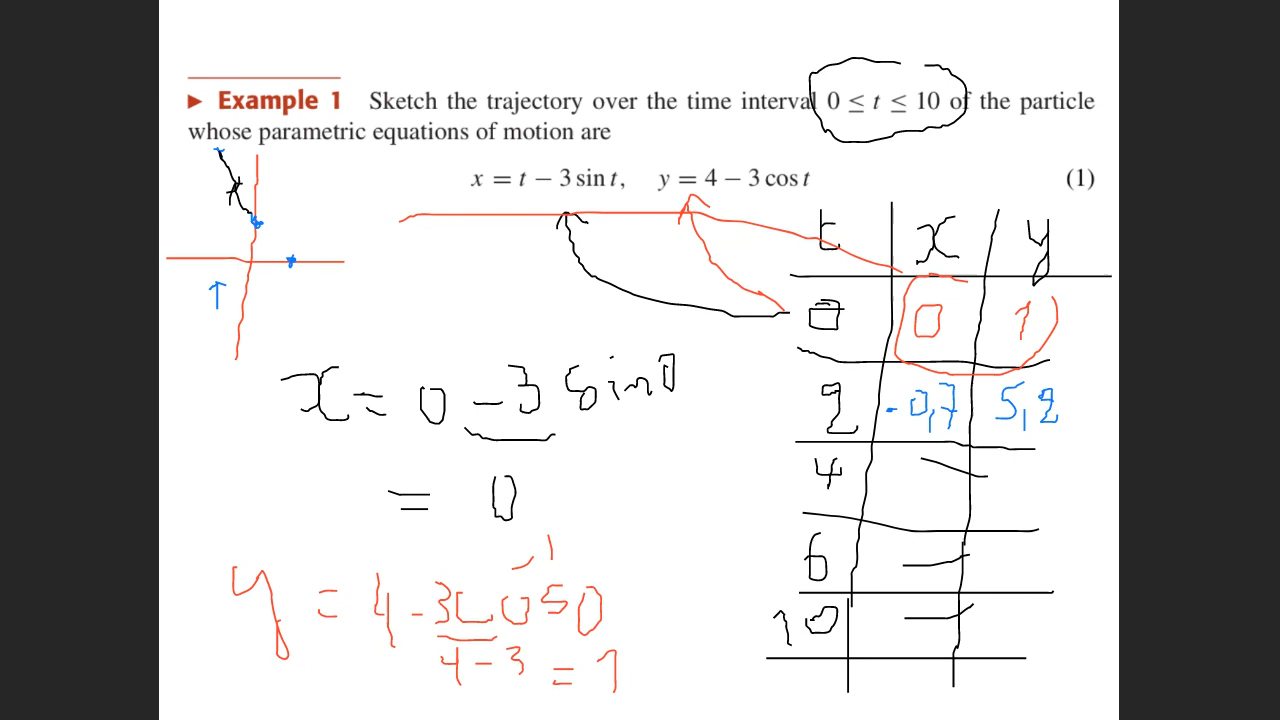 ► Example 1 Sketch the trajectory over the time interval 0 ≤ t ≤ 10 of the particle
whose parametric equations of motion are
x = t − 3 sin t, y = 4 − 3 cos t (1)
t x y
0 0 1
2 -0,7 5,2
4
6
10
x = 0 - 3 sin 0
= 0
1
y = 4 - 3 cos 0
4 - 3 = 1